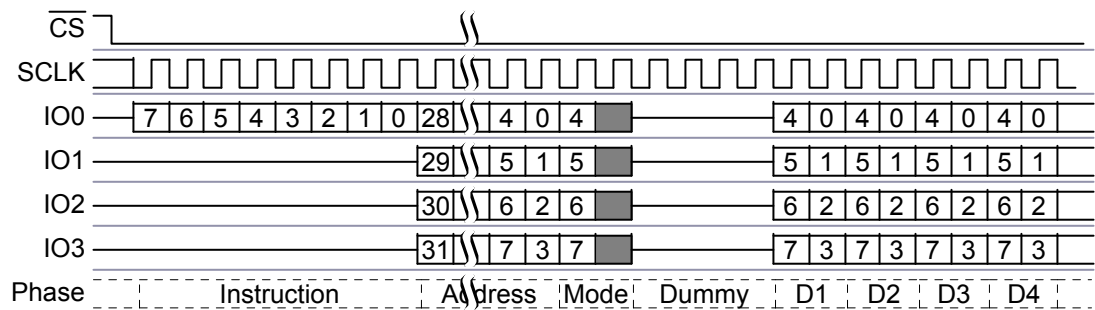 CS
SCLK
IO0 7 6 5 4 3 2 1 0 28 4 0 4 4 0 4 0 4 0 4 0
IO1 29 5 1 5 5 1 5 1 5 1 5 1
IO2 30 6 2 6 6 2 6 2 6 2 6 2
IO3 31 7 3 7 7 3 7 3 7 3 7 3
Phase Instruction Address Mode Dummy D1 D2 D3 D4